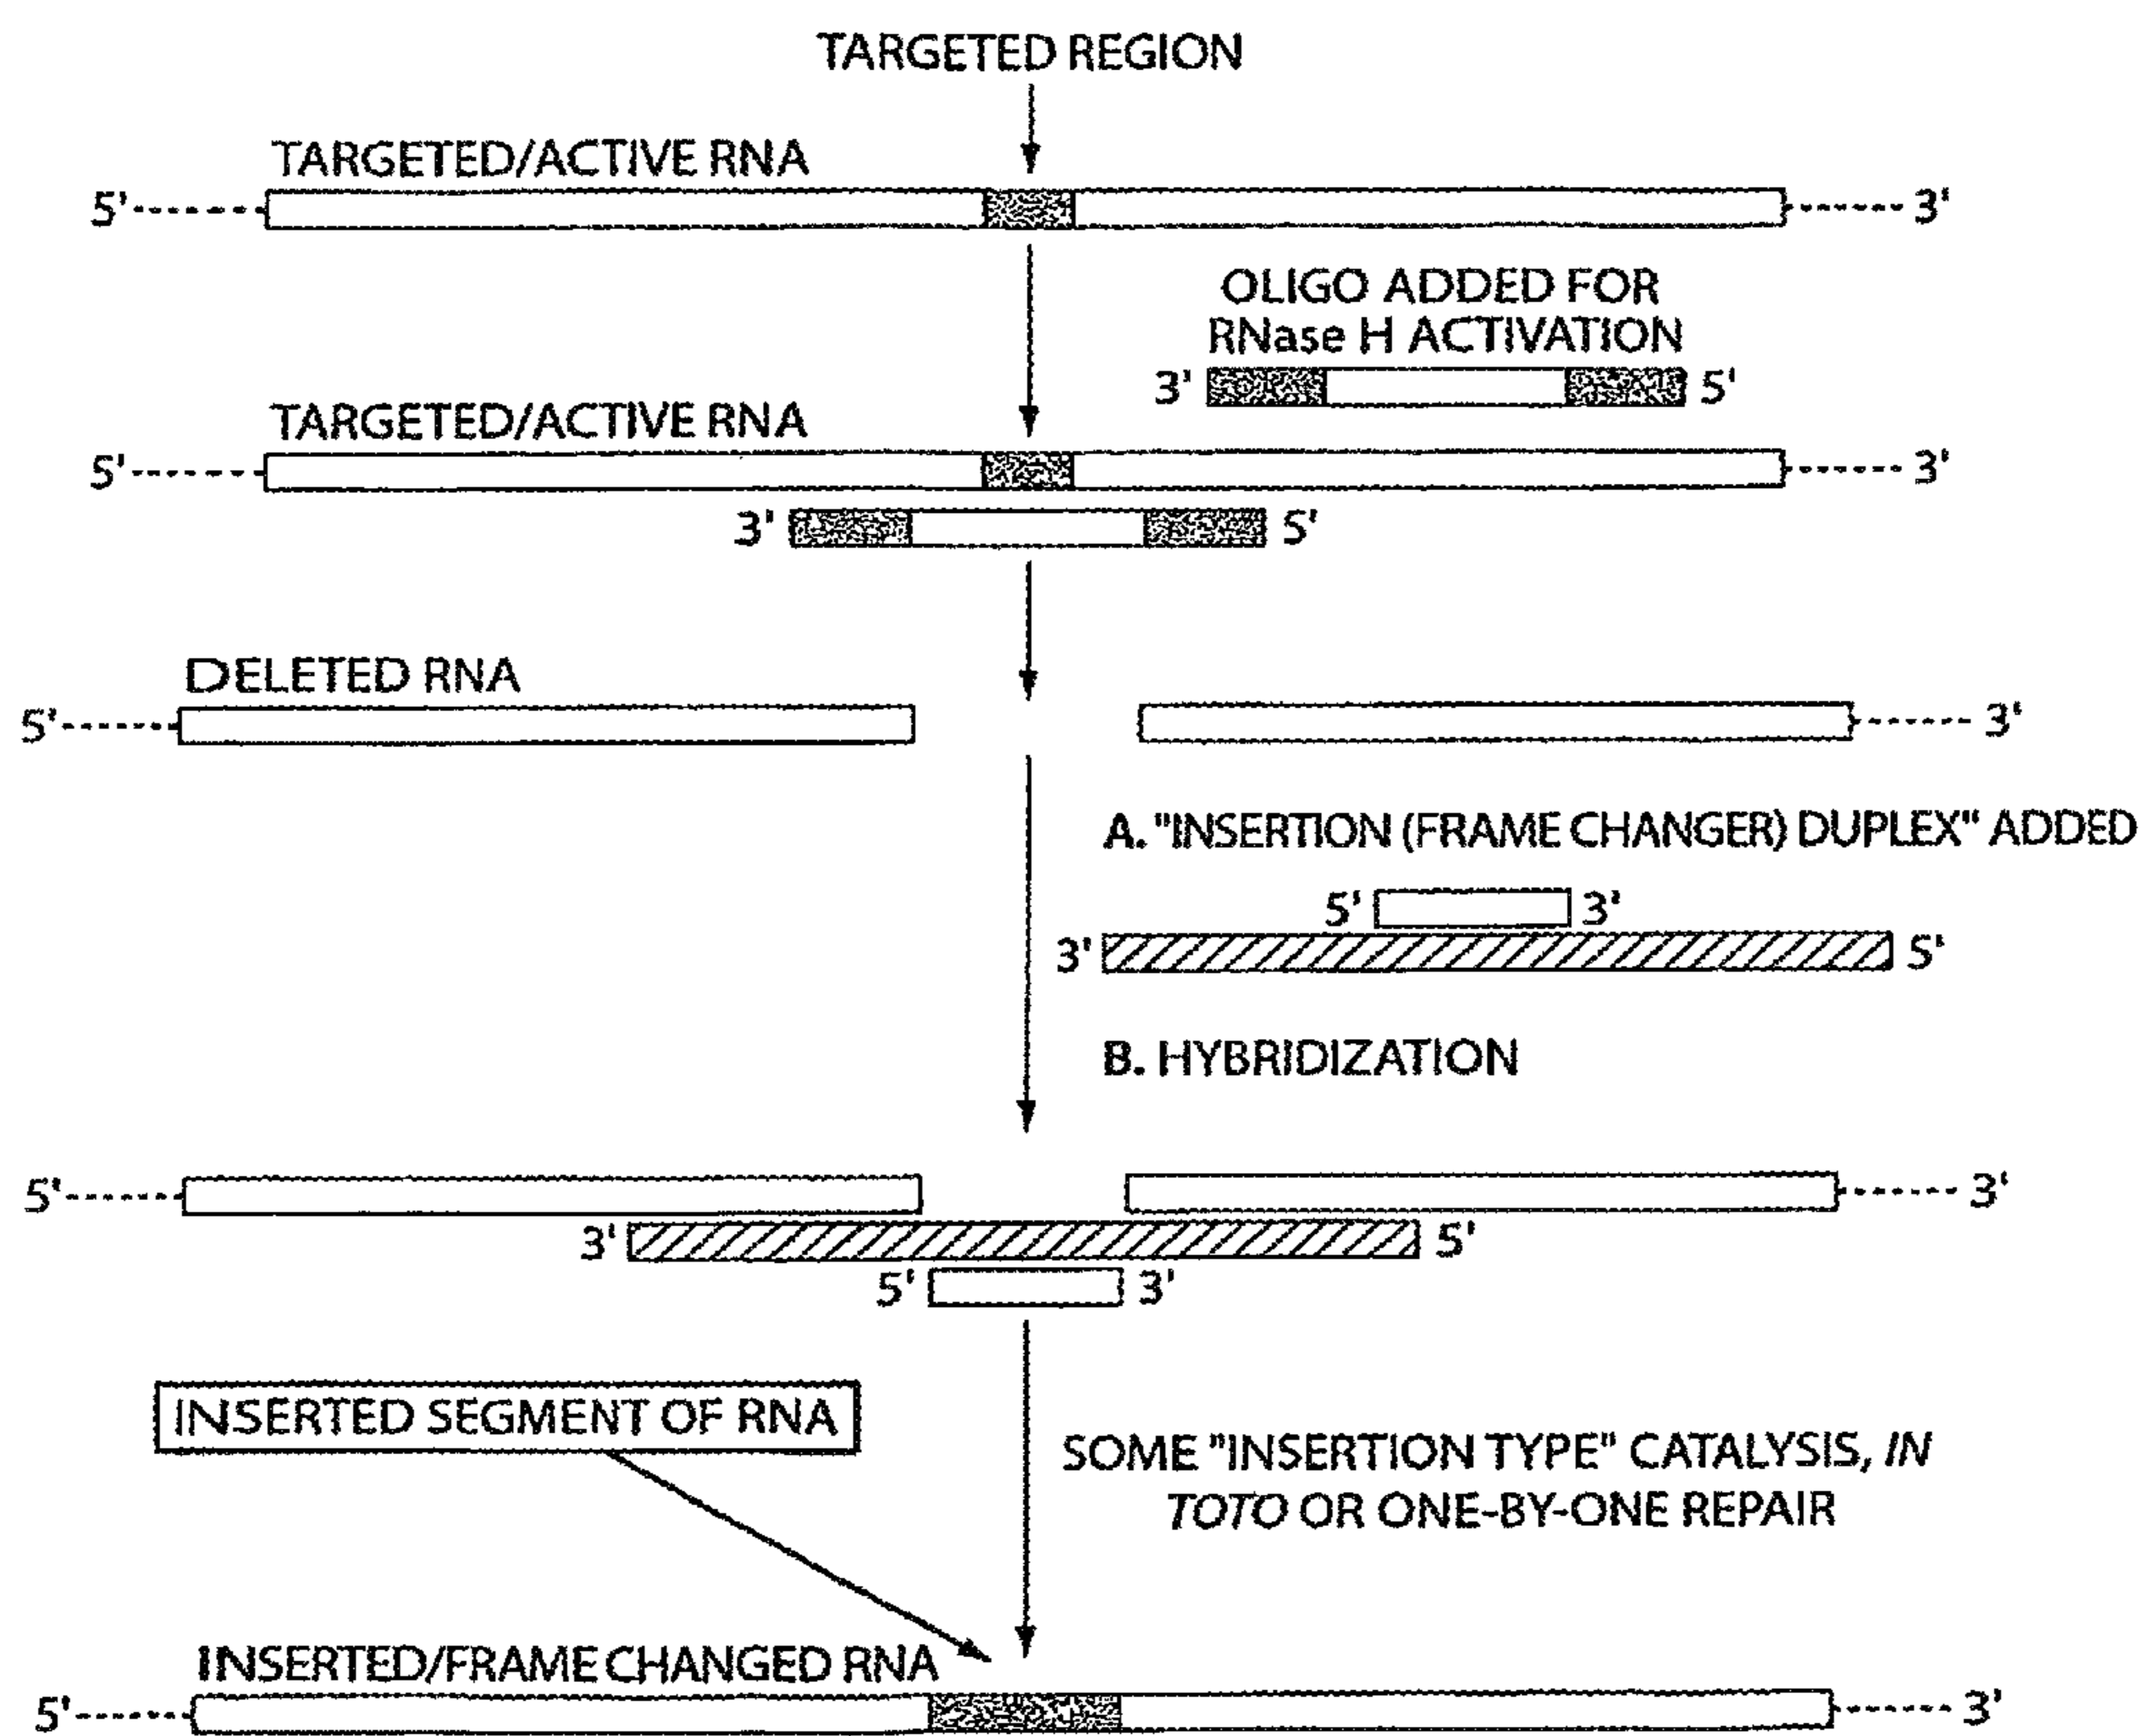 TARGETED REGION
TARGETED/ACTIVE RNA
5' 3'
OLIGO ADDED FOR
RNase H ACTIVATION
3' 5'
TARGETED/ACTIVE RNA
5' 3'
3' 5'
DELETED RNA
5' 3'
A. "INSERTION (FRAME CHANGER) DUPLEX" ADDED
5' 3'
3' 5'
B. HYBRIDIZATION
5' 3'
3' 5'
5' 3'
INSERTED SEGMENT OF RNA
SOME "INSERTION TYPE" CATALYSIS, IN
TOTO OR ONE-BY-ONE REPAIR
INSERTED/FRAME CHANGED RNA
5' 3'